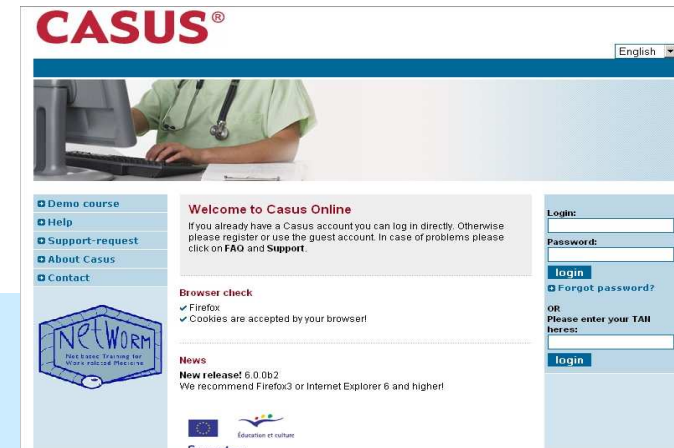 CASUS®
English
Demo course
Help
Support-request
About Casus
Contact
NetWoRM
Net based Training for
Work related Medicine
Welcome to Casus Online
If you already have a Casus account you can log in directly. Otherwise
please register or use the guest account. In case of problems please
click on FAQ and Support.
Browser check
Firefox
Cookies are accepted by your browser!
News
New release! 6.0.0b2
We recommend Firefox3 or Internet Explorer 6 and higher!
Éducation et culture
Login:
Password:
login
Forgot password?
OR
Please enter your TAN
heres:
login